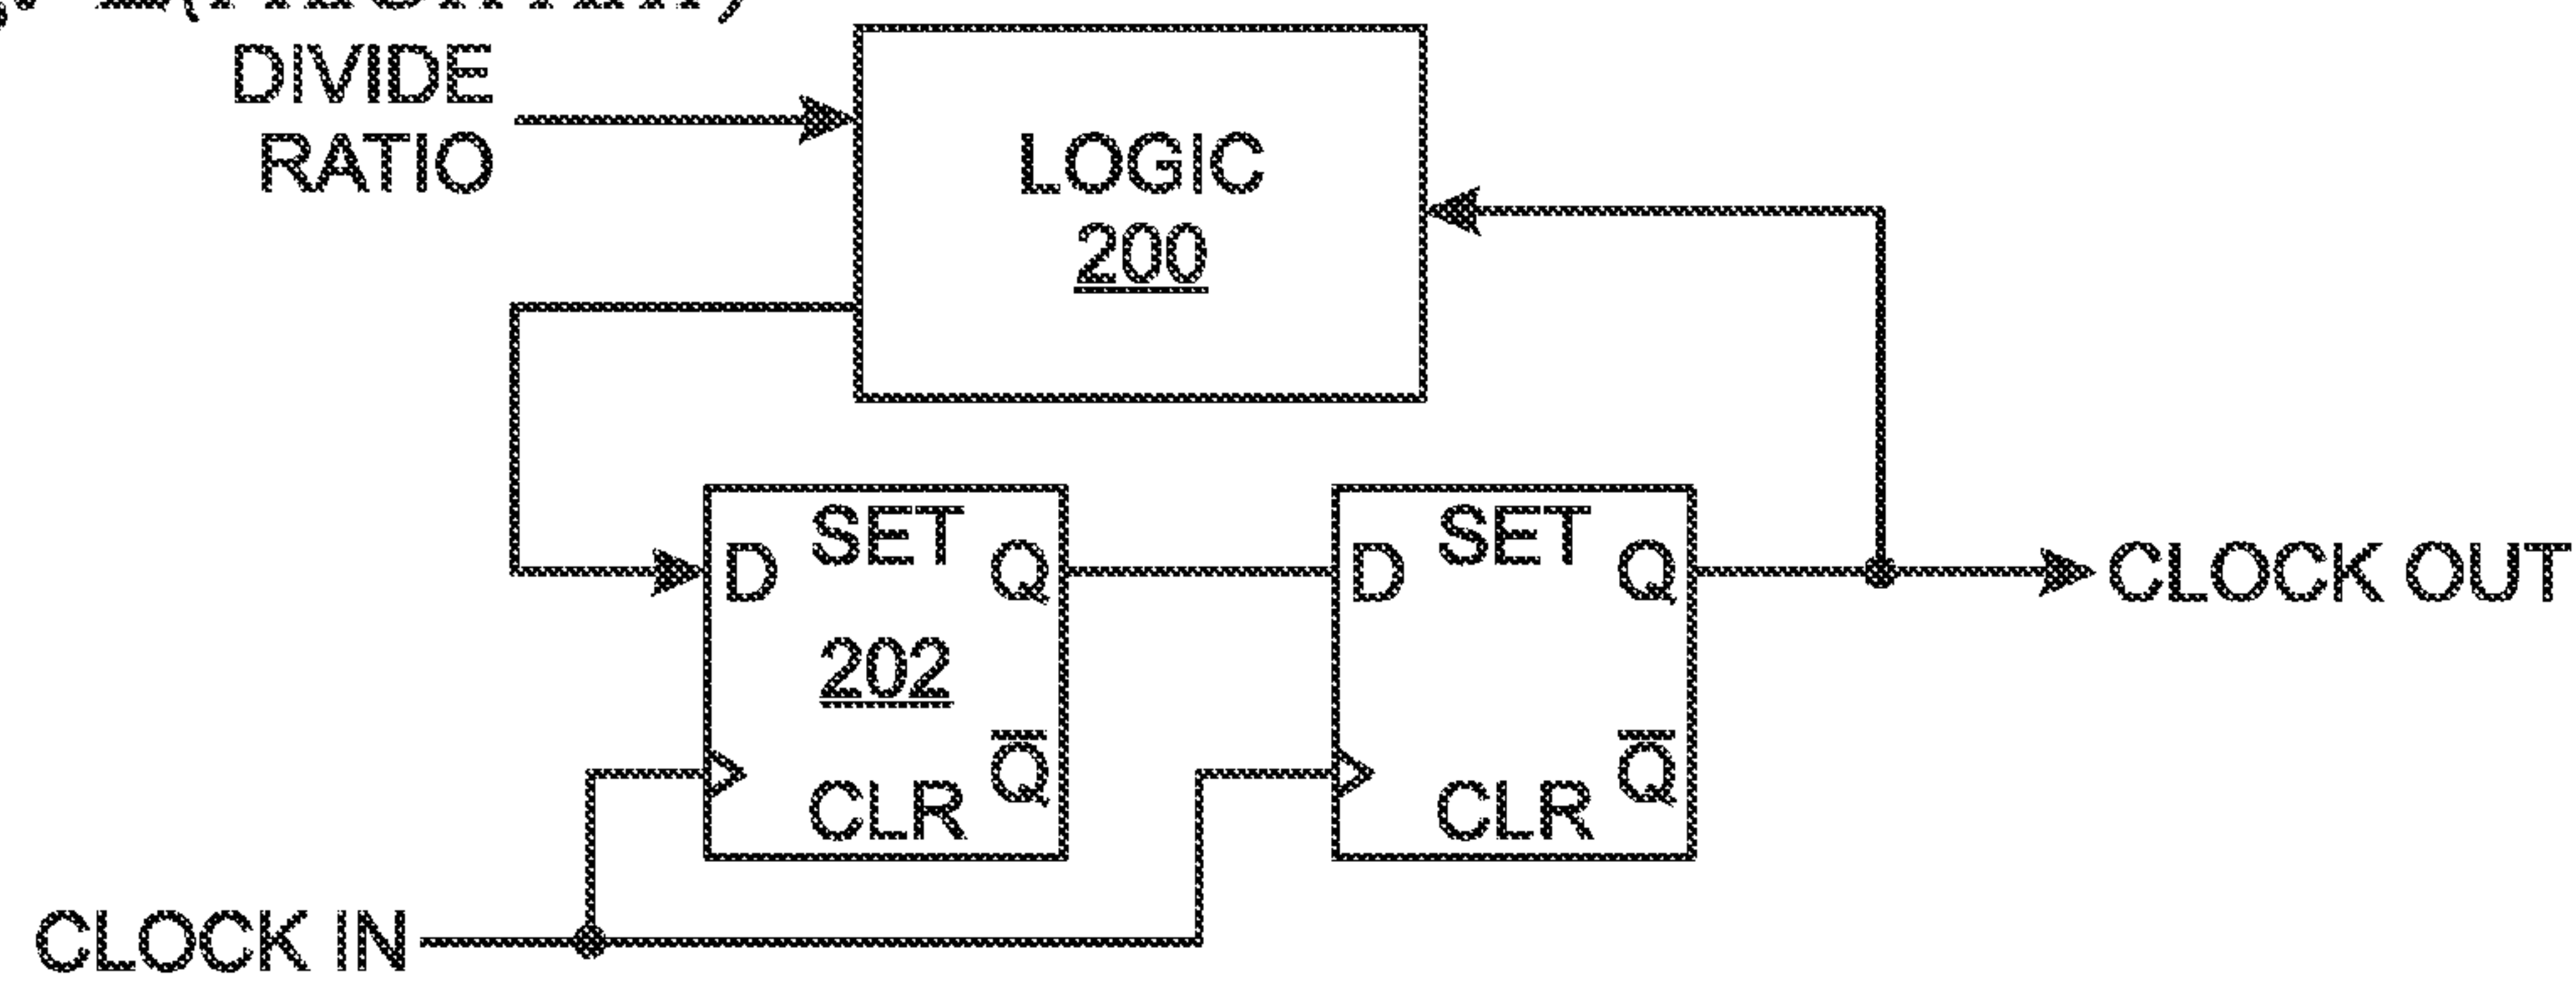 DIVIDE
RATIO
LOGIC
200
D SET Q
202
CLR Q̅
D SET Q
CLR Q̅
CLOCK OUT
CLOCK IN